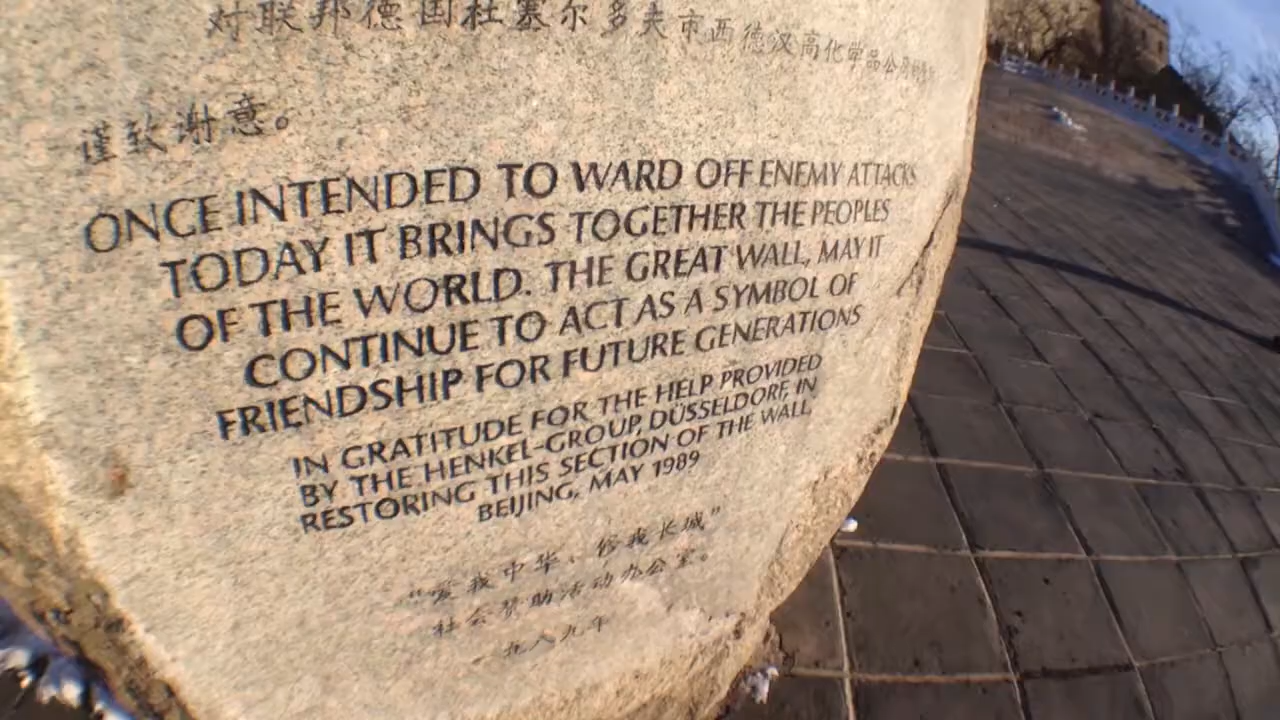 对联邦德国杜塞尔多夫市西德汉高化学品公司
谨致谢意。
ONCE INTENDED TO WARD OFF ENEMY ATTACKS
TODAY IT BRINGS TOGETHER THE PEOPLES
OF THE WORLD. THE GREAT WALL, MAY IT
CONTINUE TO ACT AS A SYMBOL OF
FRIENDSHIP FOR FUTURE GENERATIONS
IN GRATITUDE FOR THE HELP PROVIDED
BY THE HENKEL-GROUP, DÜSSELDORF, IN
RESTORING THIS SECTION OF THE WALL
BEIJING, MAY 1989
“爱我中华、修我长城”
社会赞助活动办公室。
八九年